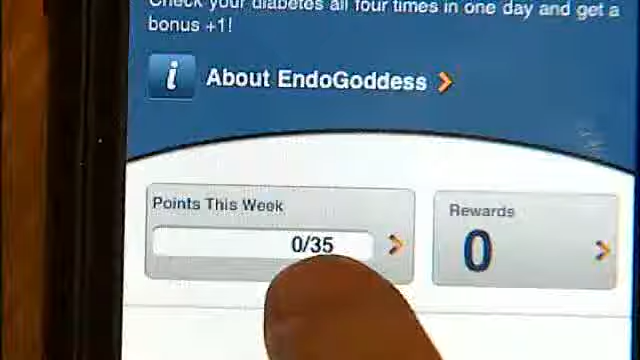 Check your diabetes all four times in one day and get a
bonus +1!
i About EndoGoddess
Points This Week
0/35
Rewards
0